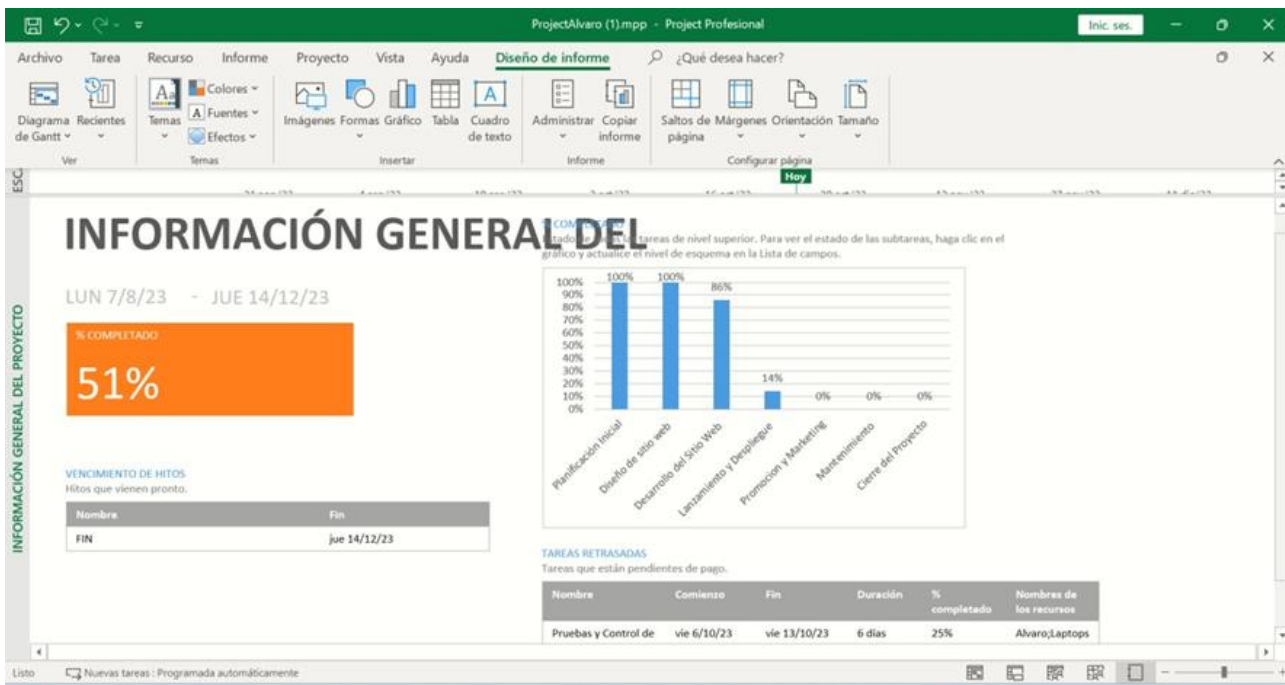 ProjectAlvaro (1).mpp - Project Profesional
Inic. ses.
Archivo Tarea Recurso Informe Proyecto Vista Ayuda Diseño de informe ¿Qué desea hacer?
Diagrama de Gantt
Recientes
Ver
Temas
Colores
Fuentes
Efectos
Temas
Imágenes Formas Gráfico Tabla Cuadro de texto
Insertar
Administrar Copiar informe
Informe
Saltos de página Márgenes Orientación Tamaño
Configurar página
Hoy
ESC
INFORMACIÓN GENERAL DEL PROYECTO
INFORMACIÓN GENERAL DEL
LUN 7/8/23 - JUE 14/12/23
% COMPLETADO
51%
VENCIMIENTO DE HITOS
Hitos que vienen pronto.
Nombre Fin
FIN jue 14/12/23
% COMPLETADO
Estado de todas las tareas de nivel superior. Para ver el estado de las subtareas, haga clic en el
gráfico y actualice el nivel de esquema en la Lista de campos.
100%
90%
80%
70%
60%
50%
40%
30%
20%
10%
0%
100% 100% 86% 14% 0% 0% 0%
Planificación Inicial
Diseño de sitio web
Desarrollo del Sitio Web
Lanzamiento y Despliegue
Promocion y Marketing
Mantenimiento
Cierre del Proyecto
TAREAS RETRASADAS
Tareas que están pendientes de pago.
Nombre Comienzo Fin Duración % completado Nombres de los recursos
Pruebas y Control de vie 6/10/23 vie 13/10/23 6 días 25% Alvaro;Laptops
Listo Nuevas tareas : Programada automáticamente